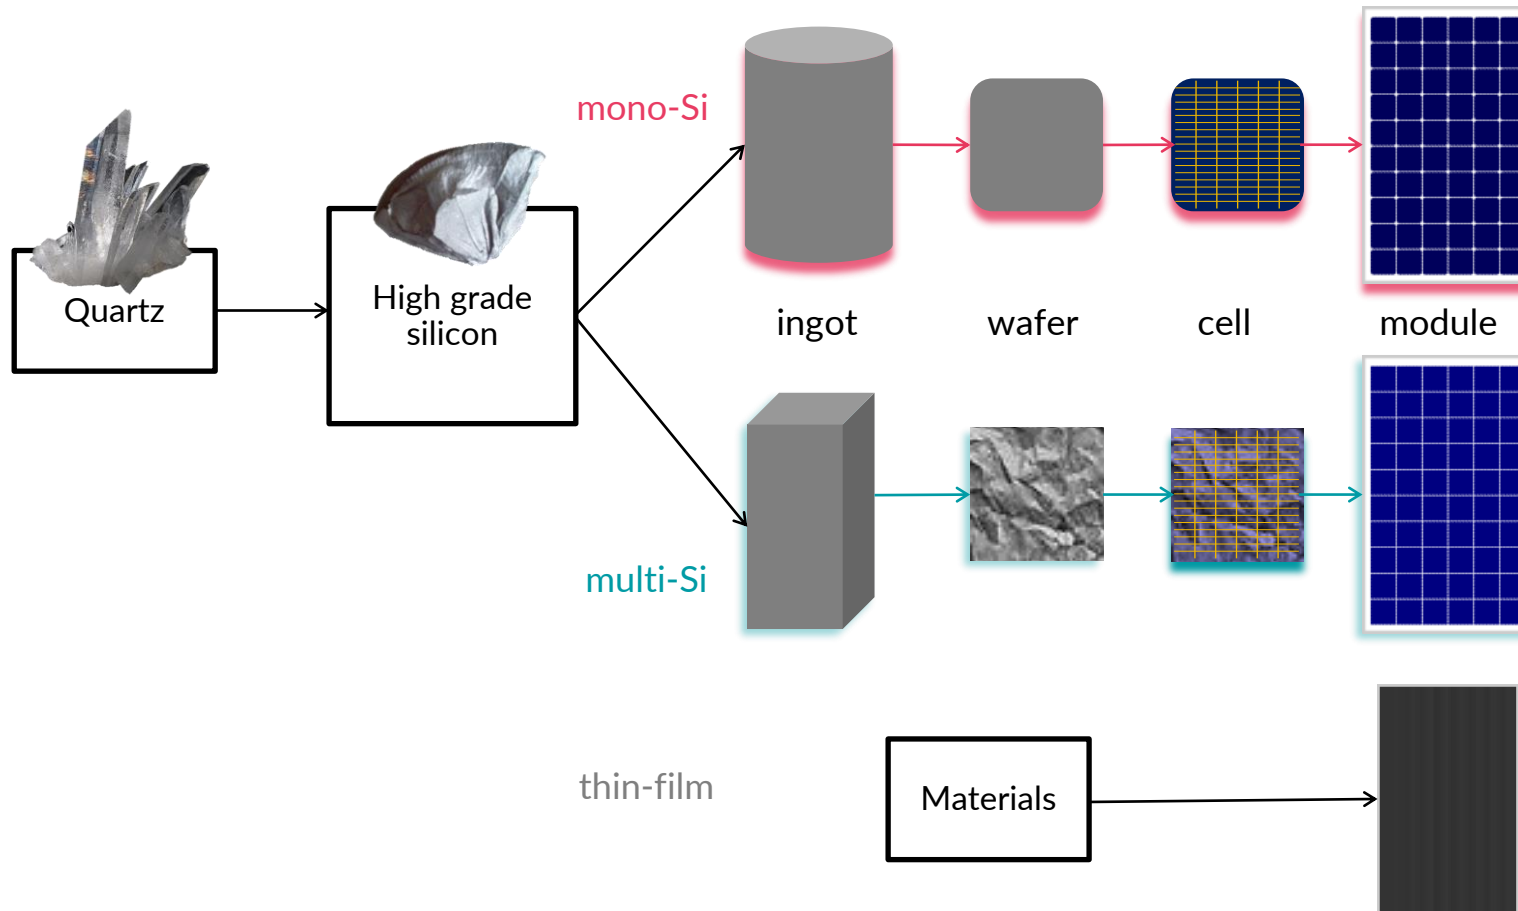 mono-Si
Quartz
High grade
silicon
ingot
wafer
cell
module
multi-Si
thin-film
Materials